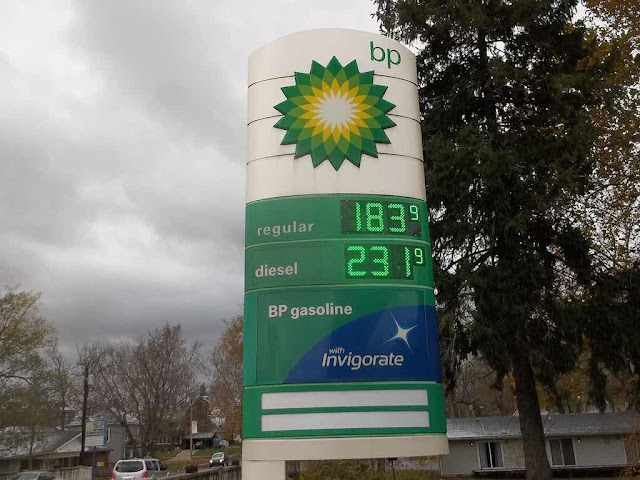 bp
regular 183 9
diesel 231 9
BP gasoline
with
Invigorate